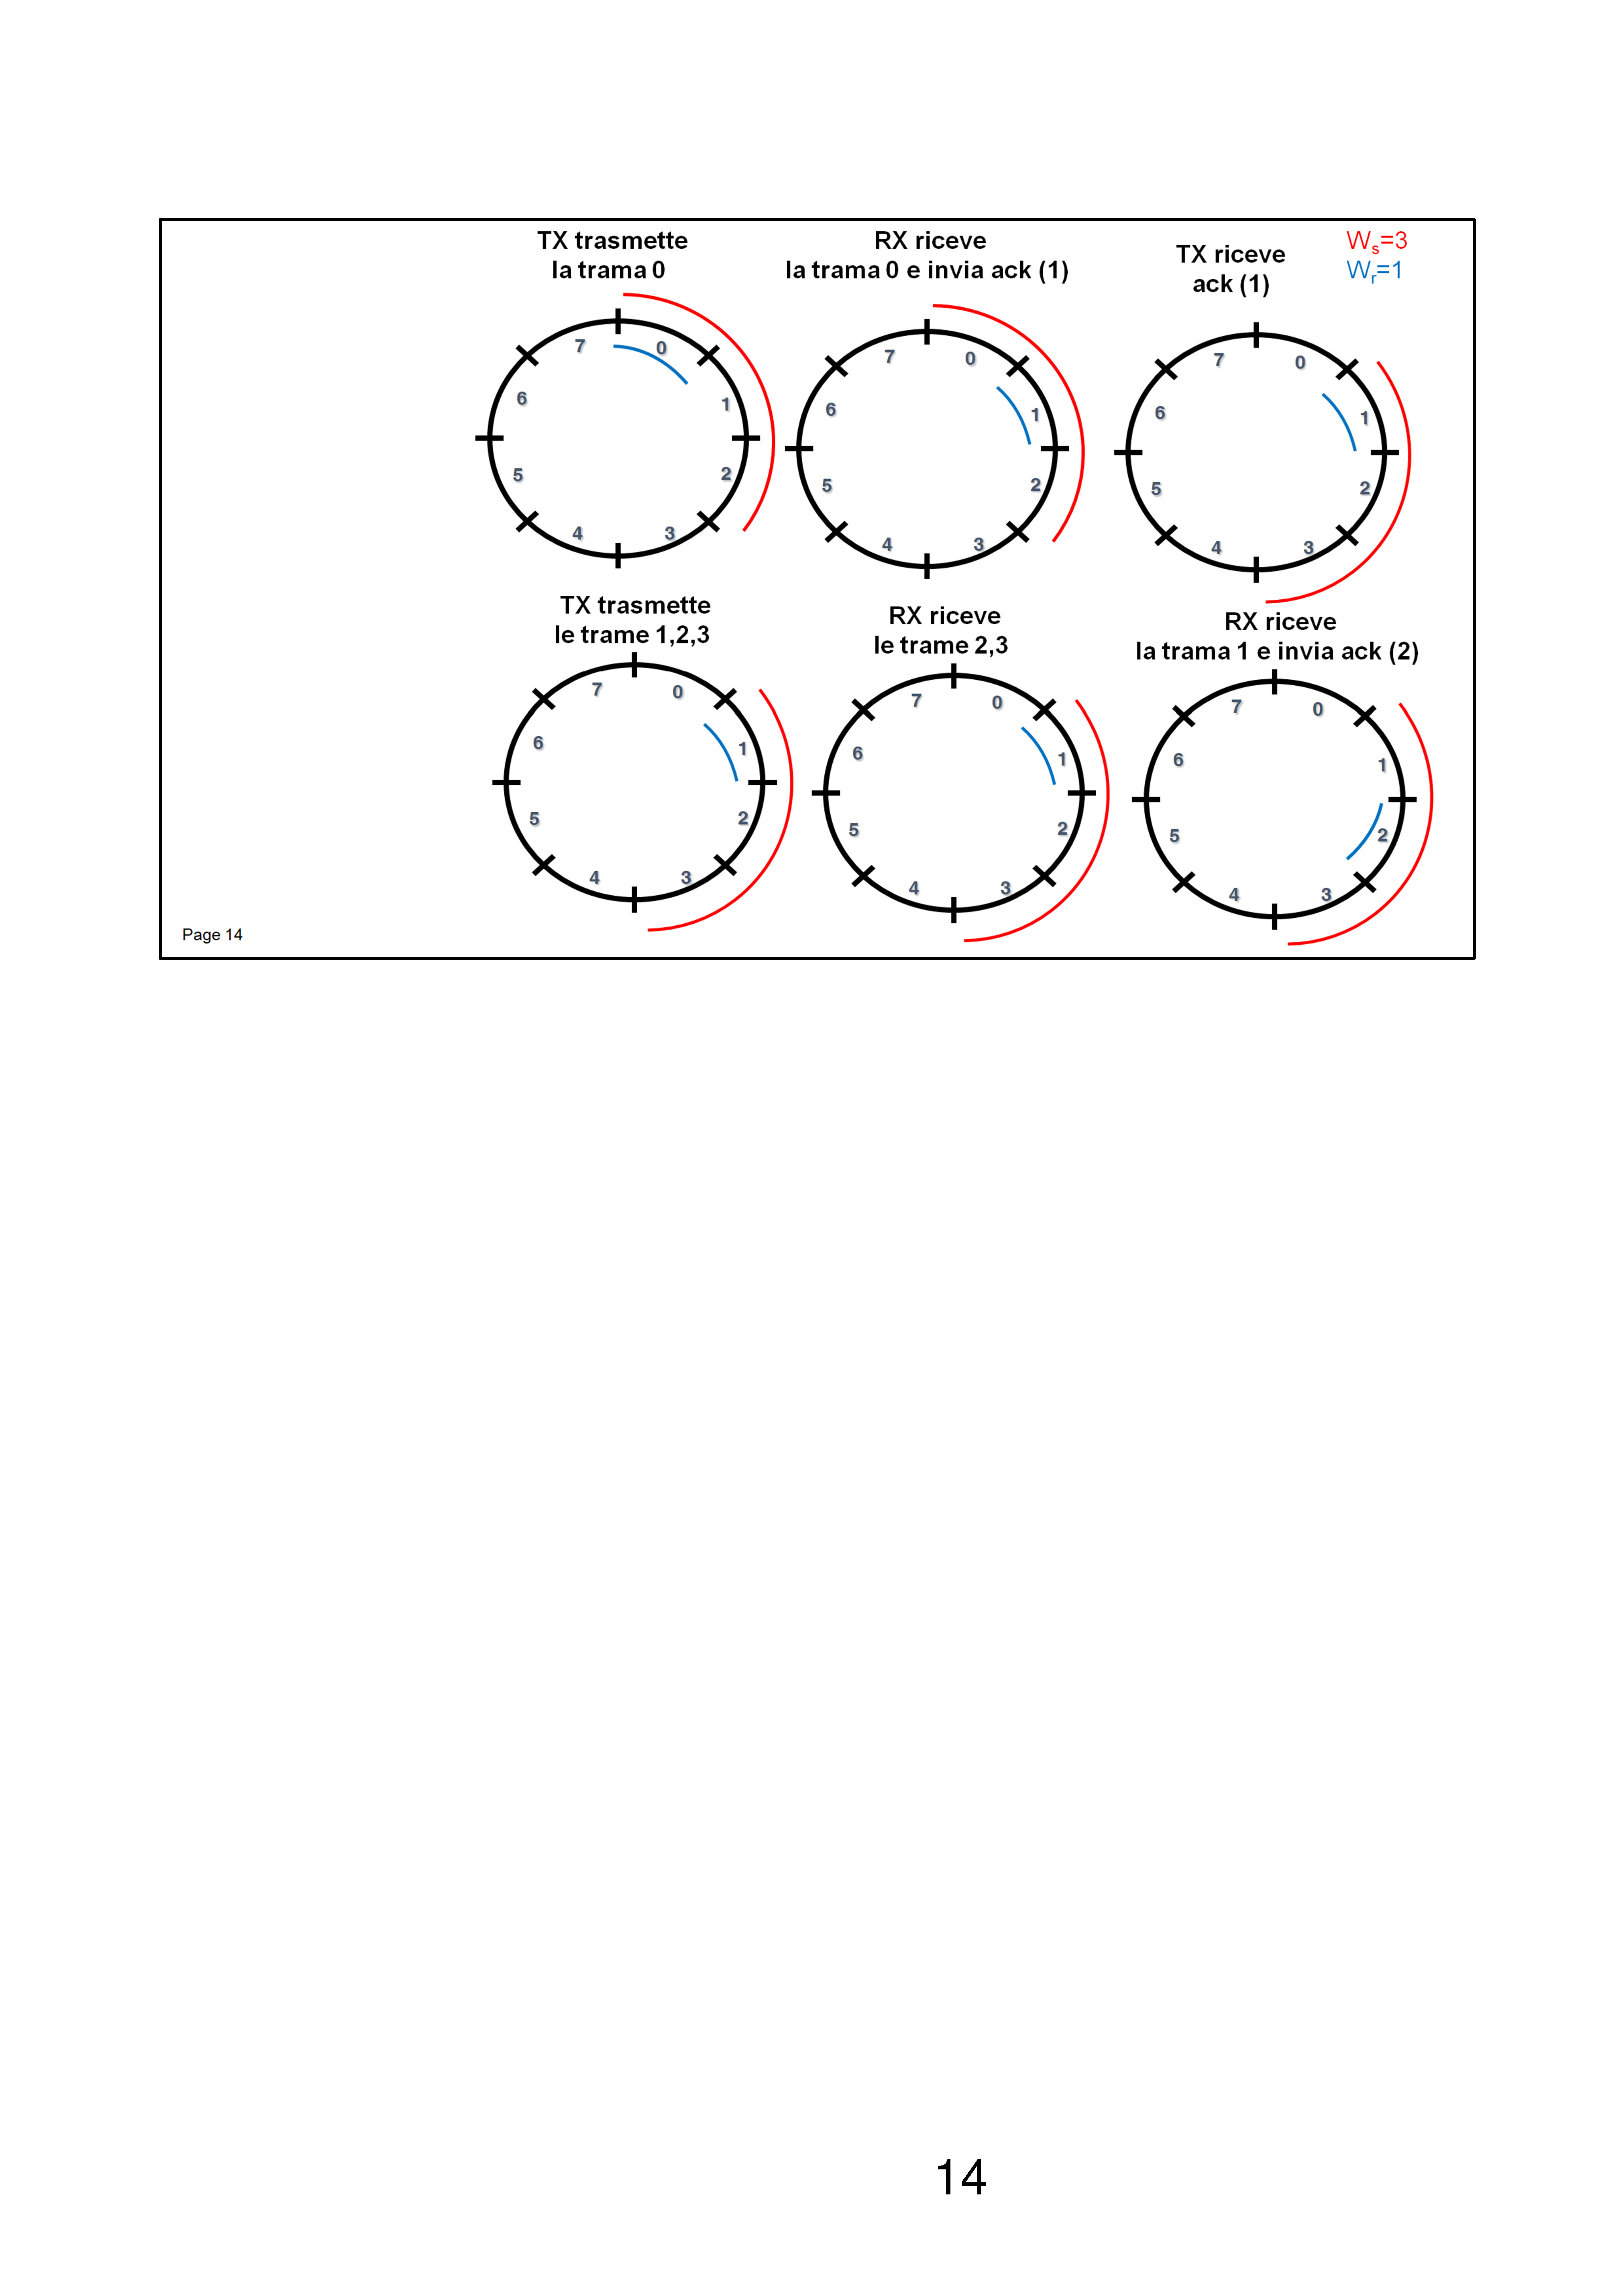 TX trasmette
la trama 0
RX riceve
la trama 0 e invia ack (1)
TX riceve
ack (1)
Ws=3
Wr=1
7 0
6 1
5 2
4 3
7 0
6 1
5 2
4 3
7 0
6 1
5 2
4 3
TX trasmette
le trame 1,2,3
RX riceve
le trame 2,3
RX riceve
la trama 1 e invia ack (2)
7 0
6 1
5 2
4 3
7 0
6 1
5 2
4 3
7 0
6 1
5 2
4 3
Page 14
14